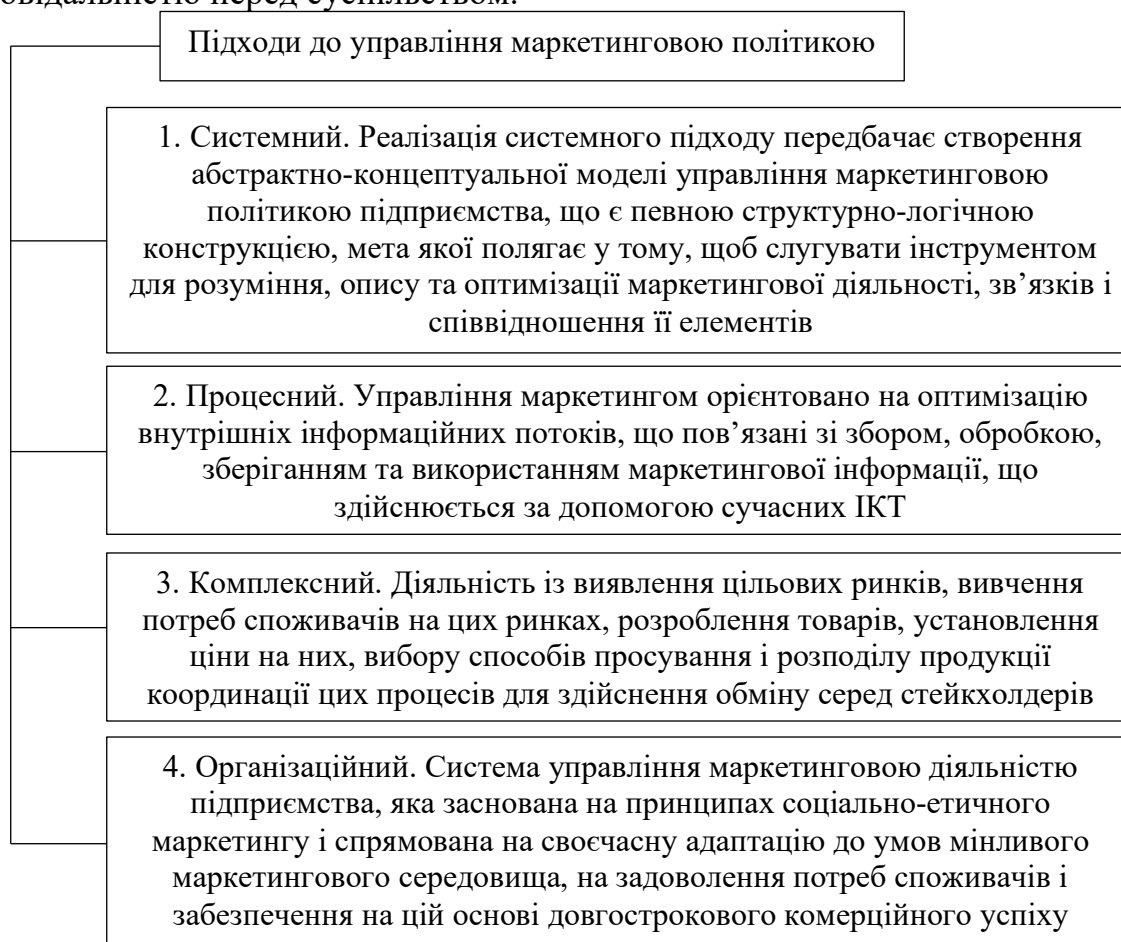 перед суспільством.
Підходи до управління маркетинговою політикою
1. Системний. Реалізація системного підходу передбачає створення
абстрактно-концептуальної моделі управління маркетинговою
політикою підприємства, що є певною структурно-логічною
конструкцією, мета якої полягає у тому, щоб слугувати інструментом
для розуміння, опису та оптимізації маркетингової діяльності, зв’язків і
співвідношення її елементів
2. Процесний. Управління маркетингом орієнтовано на оптимізацію
внутрішніх інформаційних потоків, що пов’язані зі збором, обробкою,
зберіганням та використанням маркетингової інформації, що
здійснюється за допомогою сучасних ІКТ
3. Комплексний. Діяльність із виявлення цільових ринків, вивчення
потреб споживачів на цих ринках, розроблення товарів, установлення
ціни на них, вибору способів просування і розподілу продукції
координації цих процесів для здійснення обміну серед стейкхолдерів
4. Організаційний. Система управління маркетинговою діяльністю
підприємства, яка заснована на принципах соціально-етичного
маркетингу і спрямована на своєчасну адаптацію до умов мінливого
маркетингового середовища, на задоволення потреб споживачів і
забезпечення на цій основі довгострокового комерційного успіху